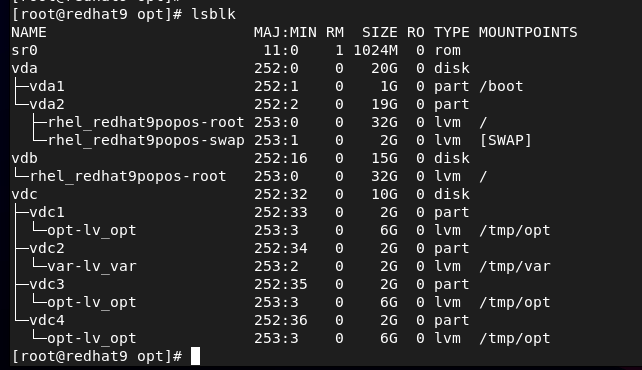 [root@redhat9 opt]#
[root@redhat9 opt]# lsblk
NAME                      MAJ:MIN RM  SIZE RO TYPE MOUNTPOINTS
sr0                        11:0    1 1024M  0 rom
vda                       252:0    0   20G  0 disk
├─vda1                    252:1    0    1G  0 part /boot
└─vda2                    252:2    0   19G  0 part
  ├─rhel_redhat9popos-root 253:0    0   32G  0 lvm  /
  └─rhel_redhat9popos-swap 253:1    0    2G  0 lvm  [SWAP]
vdb                       252:16   0   15G  0 disk
└─rhel_redhat9popos-root  253:0    0   32G  0 lvm  /
vdc                       252:32   0   10G  0 disk
├─vdc1                    252:33   0    2G  0 part
│ └─opt-lv_opt            253:3    0    6G  0 lvm  /tmp/opt
├─vdc2                    252:34   0    2G  0 part
│ └─var-lv_var            253:2    0    2G  0 lvm  /tmp/var
├─vdc3                    252:35   0    2G  0 part
│ └─opt-lv_opt            253:3    0    6G  0 lvm  /tmp/opt
└─vdc4                    252:36   0    2G  0 part
  └─opt-lv_opt            253:3    0    6G  0 lvm  /tmp/opt
[root@redhat9 opt]#